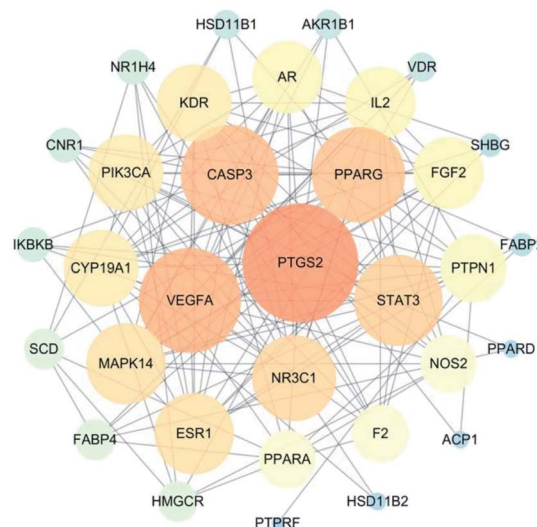 HSD11B1
AKR1B1
NR1H4
AR
VDR
KDR
IL2
CNR1
SHBG
PIK3CA
CASP3
PPARG
FGF2
IKBKB
FABP
CYP19A1
PTGS2
PTPN1
VEGFA
STAT3
SCD
PPARD
MAPK14
NR3C1
NOS2
FABP4
ESR1
F2
ACP1
PPARA
HMGCR
HSD11B2